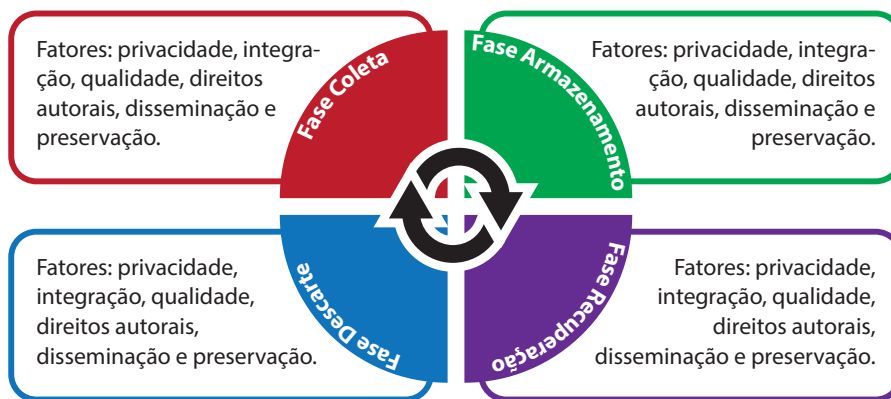 Fatores: privacidade, integra-
ção, qualidade, direitos
autorais, disseminação e
preservação.
Fase Coleta
Fase Armazenamento
Fatores: privacidade, integra-
ção, qualidade, direitos
autorais, disseminação e
preservação.
Fatores: privacidade,
integração, qualidade,
direitos autorais,
disseminação e preservação.
Fase Descarte
Fase Recuperação
Fatores: privacidade,
integração, qualidade,
direitos autorais,
disseminação e preservação.